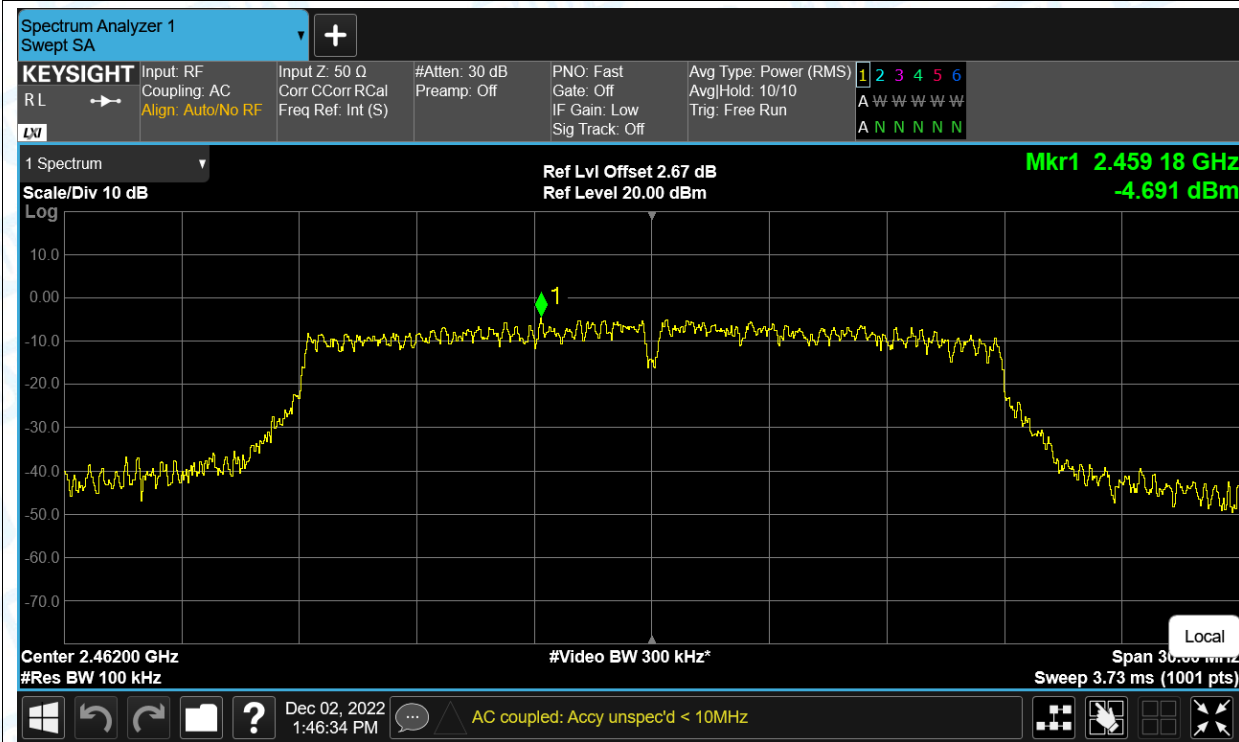 Spectrum Analyzer 1
Swept SA
▼
+
KEYSIGHT
R L
LXI
Input: RF
Coupling: AC
Align: Auto/No RF
Input Z: 50 Ω
Corr CCorr RCal
Freq Ref: Int (S)
#Atten: 30 dB
Preamp: Off
PNO: Fast
Gate: Off
IF Gain: Low
Sig Track: Off
Avg Type: Power (RMS)
Avg|Hold: 10/10
Trig: Free Run
1 2 3 4 5 6
A W W W W W
A N N N N N
1 Spectrum ▼
Scale/Div 10 dB
Log
Ref Lvl Offset 2.67 dB
Ref Level 20.00 dBm
Mkr1 2.459 18 GHz
-4.691 dBm
10.0
0.00
-10.0
-20.0
-30.0
-40.0
-50.0
-60.0
-70.0
1
Center 2.46200 GHz
#Res BW 100 kHz
#Video BW 300 kHz*
Local
Span 30.00 MHz
Sweep 3.73 ms (1001 pts)
?
Dec 02, 2022
1:46:34 PM
AC coupled: Accy unspec'd < 10MHz